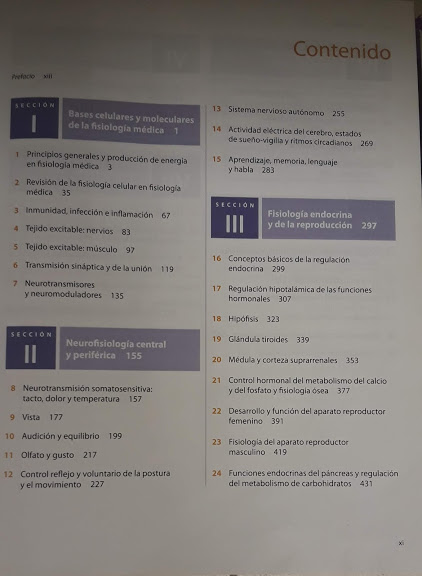 Contenido
Prefacio xiii
SECCIÓN
I
Bases celulares y moleculares
de la fisiología médica 1
1 Principios generales y producción de energía
en fisiología médica 3
2 Revisión de la fisiología celular en fisiología
médica 35
3 Inmunidad, infección e inflamación 67
4 Tejido excitable: nervios 83
5 Tejido excitable: músculo 97
6 Transmisión sináptica y de la unión 119
7 Neurotransmisores
y neuromoduladores 135
SECCIÓN
II
Neurofisiología central
y periférica 155
8 Neurotransmisión somatosensitiva:
tacto, dolor y temperatura 157
9 Vista 177
10 Audición y equilibrio 199
11 Olfato y gusto 217
12 Control reflejo y voluntario de la postura
y el movimiento 227
13 Sistema nervioso autónomo 255
14 Actividad eléctrica del cerebro, estados
de sueño-vigilia y ritmos circadianos 269
15 Aprendizaje, memoria, lenguaje
y habla 283
SECCIÓN
III
Fisiología endocrina
y de la reproducción 297
16 Conceptos básicos de la regulación
endocrina 299
17 Regulación hipotalámica de las funciones
hormonales 307
18 Hipófisis 323
19 Glándula tiroides 339
20 Médula y corteza suprarrenales 353
21 Control hormonal del metabolismo del calcio
y del fosfato y fisiología ósea 377
22 Desarrollo y función del aparato reproductor
femenino 391
23 Fisiología del aparato reproductor
masculino 419
24 Funciones endocrinas del páncreas y regulación
del metabolismo de carbohidratos 431
xi